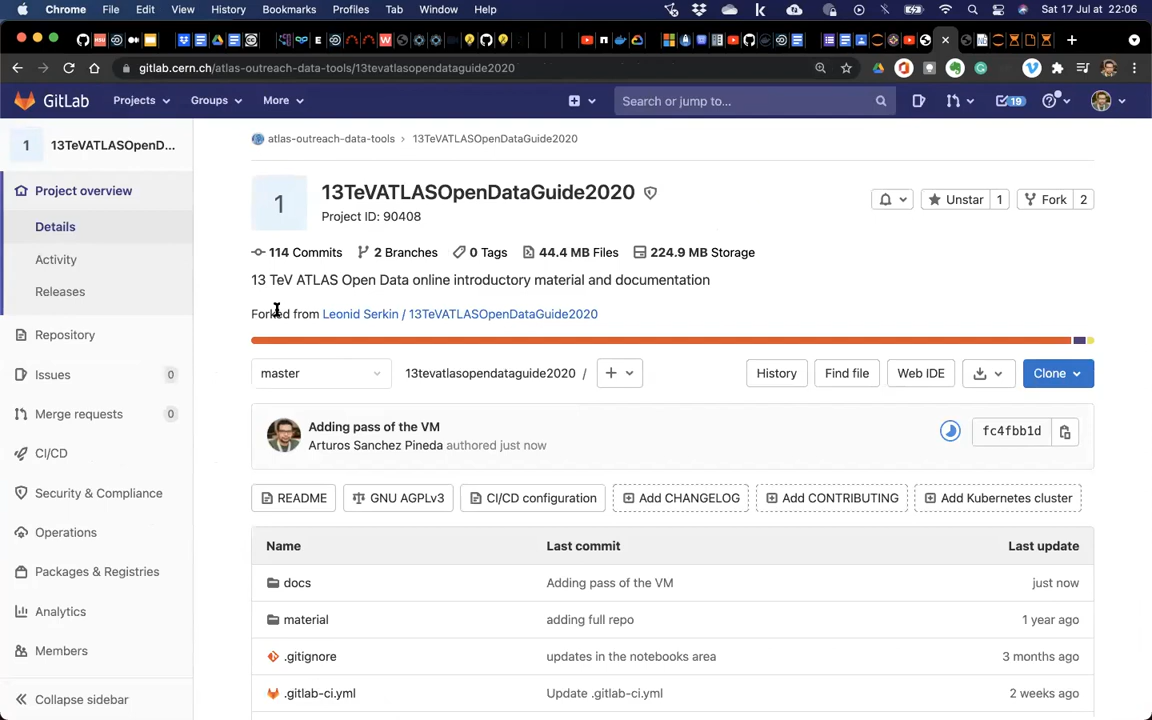 Chrome File Edit View History Bookmarks Profiles Tab Window Help Sat 17 Jul at 22:06
gitlab.cern.ch/atlas-outreach-data-tools/13tevatlasopendataguide2020
GitLab Projects Groups More Search or jump to... 19
1 13TeVATLASOpenD...
Project overview
Details
Activity
Releases
Repository
Issues 0
Merge requests 0
CI/CD
Security & Compliance
Operations
Packages & Registries
Analytics
Members
Collapse sidebar
atlas-outreach-data-tools › 13TeVATLASOpenDataGuide2020
1
13TeVATLASOpenDataGuide2020
Project ID: 90408
Unstar 1 Fork 2
114 Commits 2 Branches 0 Tags 44.4 MB Files 224.9 MB Storage
13 TeV ATLAS Open Data online introductory material and documentation
Forked from Leonid Serkin / 13TeVATLASOpenDataGuide2020
master 13tevatlasopendataguide2020 / + History Find file Web IDE Clone
Adding pass of the VM
Arturos Sanchez Pineda authored just now
fc4fbb1d
README GNU AGPLv3 CI/CD configuration Add CHANGELOG Add CONTRIBUTING Add Kubernetes cluster
Name Last commit Last update
docs Adding pass of the VM just now
material adding full repo 1 year ago
.gitignore updates in the notebooks area 3 months ago
.gitlab-ci.yml Update .gitlab-ci.yml 2 weeks ago